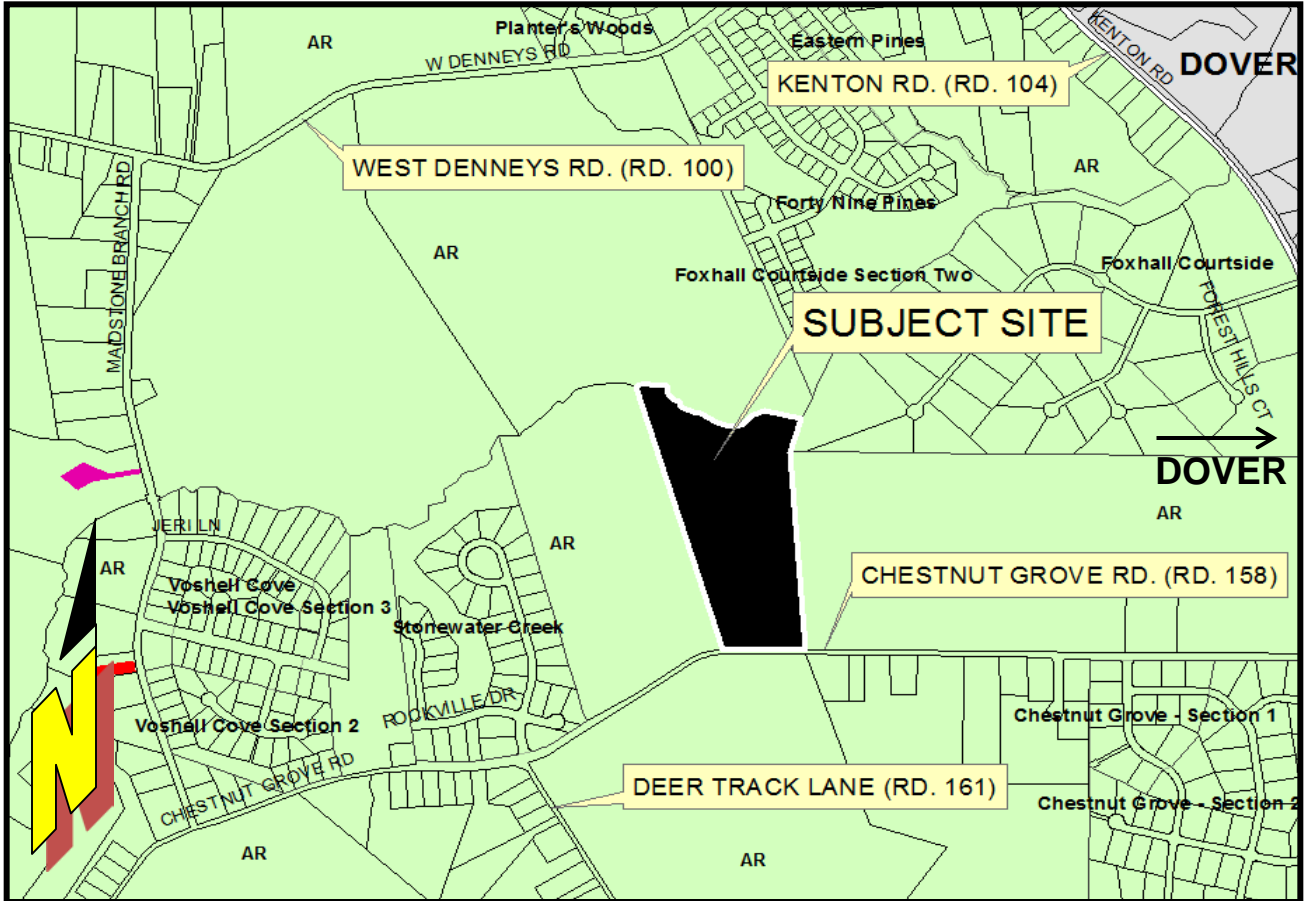 Planter's Woods
AR
Eastern Pines
KENTON RD
DOVER
W DENNEYS RD
KENTON RD. (RD. 104)
WEST DENNEYS RD. (RD. 100)
AR
MAIDSTONE BRANCH RD
Forty Nine Pines
AR
Foxhall Courtside Section Two
Foxhall Courtside
FOREST HILLS CT
SUBJECT SITE
DOVER
AR
JERI LN
AR
AR
Voshell Cove
Voshell Cove Section 3
Stonewater Creek
CHESTNUT GROVE RD. (RD. 158)
N
ROCKVILLE DR
Voshell Cove Section 2
Chestnut Grove - Section 1
CHESTNUT GROVE RD
DEER TRACK LANE (RD. 161)
Chestnut Grove - Section 2
AR
AR